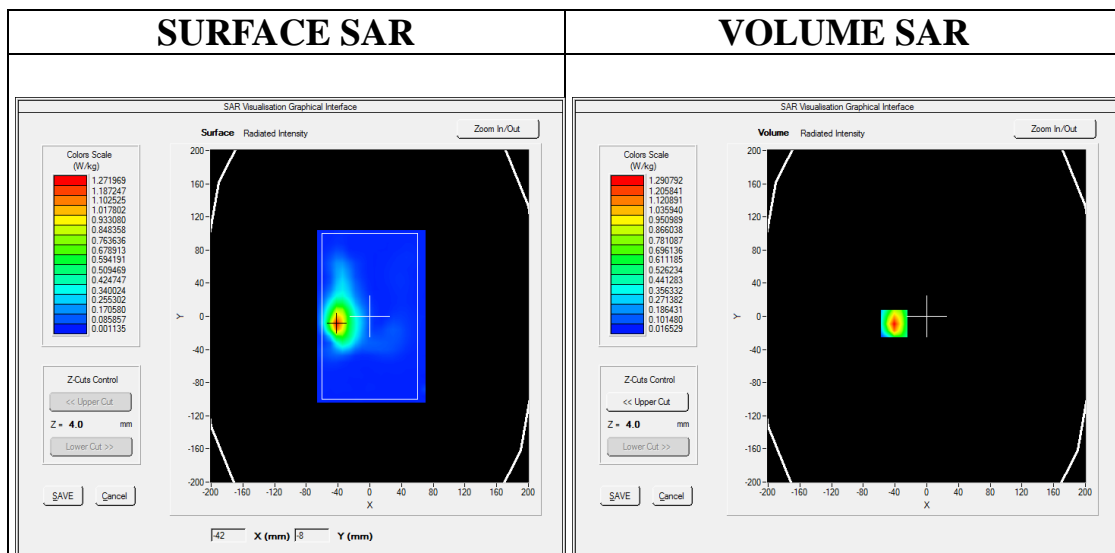 SURFACE SAR
VOLUME SAR
SAR Visualisation Graphical Interface
Surface Radiated Intensity
Zoom In/Out
Colors Scale
(W/kg)
1.271969
1.187247
1.102525
1.017802
0.933080
0.848358
0.763636
0.678913
0.594191
0.509469
0.424747
0.340024
0.255302
0.170580
0.085857
0.001135
Z-Cuts Control
<< Upper Cut
Z = 4.0 mm
Lower Cut >>
SAVE Cancel
Y
200
160
120
80
40
0
-40
-80
-120
-160
-200
-200 -160 -120 -80 -40 0 40 80 120 160 200
X
-42 X (mm) -8 Y (mm)
SAR Visualisation Graphical Interface
Volume Radiated Intensity
Zoom In/Out
Colors Scale
(W/kg)
1.290792
1.205841
1.120891
1.035940
0.950989
0.866038
0.781087
0.696136
0.611185
0.526234
0.441283
0.356332
0.271382
0.186431
0.101480
0.016529
Z-Cuts Control
<< Upper Cut
Z = 4.0 mm
Lower Cut >>
SAVE Cancel
Y
200
160
120
80
40
0
-40
-80
-120
-160
-200
-200 -160 -120 -80 -40 0 40 80 120 160 200
X